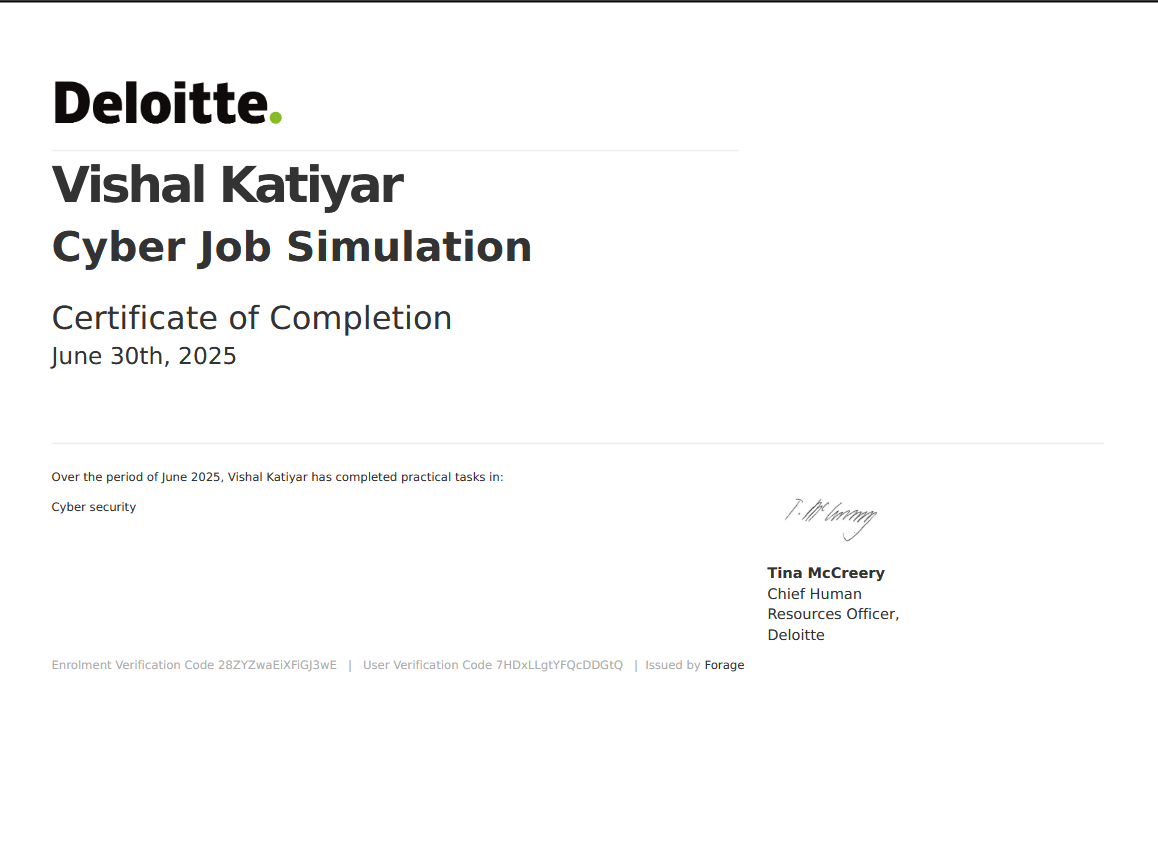 Deloitte.
Vishal Katiyar
Cyber Job Simulation
Certificate of Completion
June 30th, 2025
Over the period of June 2025, Vishal Katiyar has completed practical tasks in:
Cyber security
T. McCreery
Tina McCreery
Chief Human
Resources Officer,
Deloitte
Enrolment Verification Code 28ZYZwaEiXFiGJ3wE | User Verification Code 7HDxLLgtYFQcDDGtQ | Issued by Forage